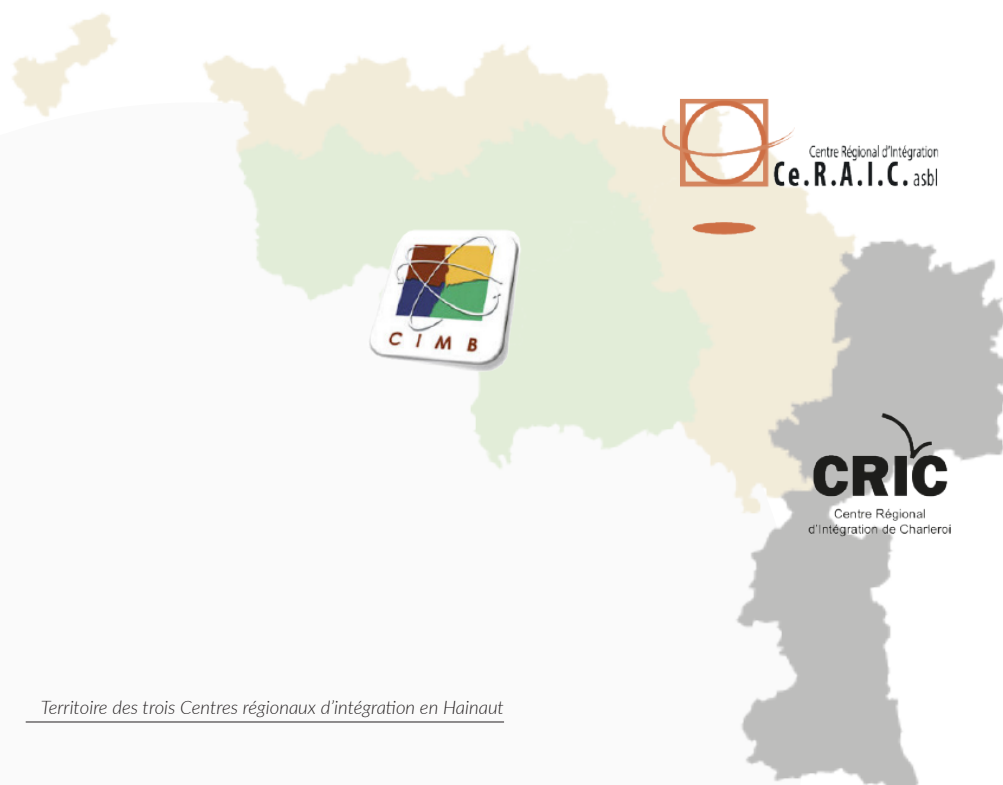 Centre Régional d'Intégration
Ce.R.A.I.C. asbl
CIMB
CRIC
Centre Régional
d'Intégration de Charleroi
Territoire des trois Centres régionaux d'intégration en Hainaut